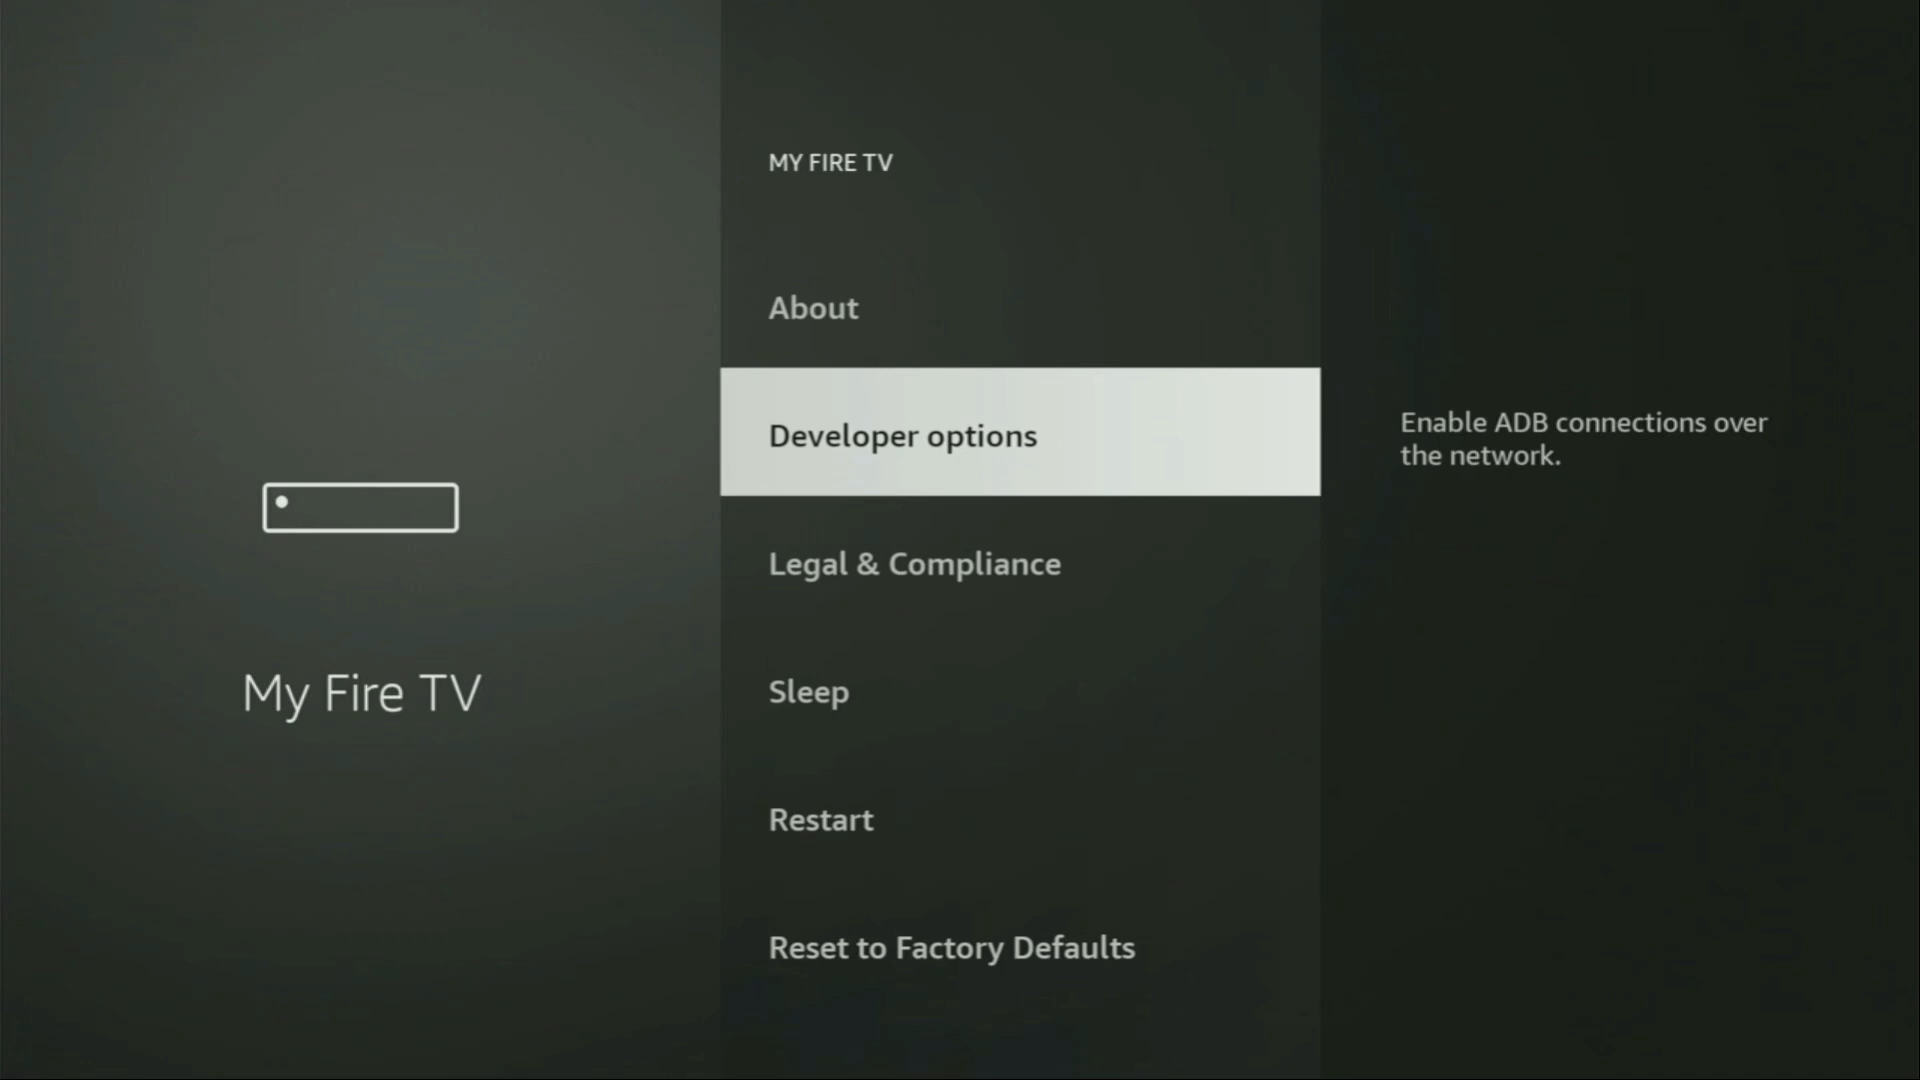 MY FIRE TV
About
Developer options
Enable ADB connections over
the network.
Legal & Compliance
My Fire TV
Sleep
Restart
Reset to Factory Defaults